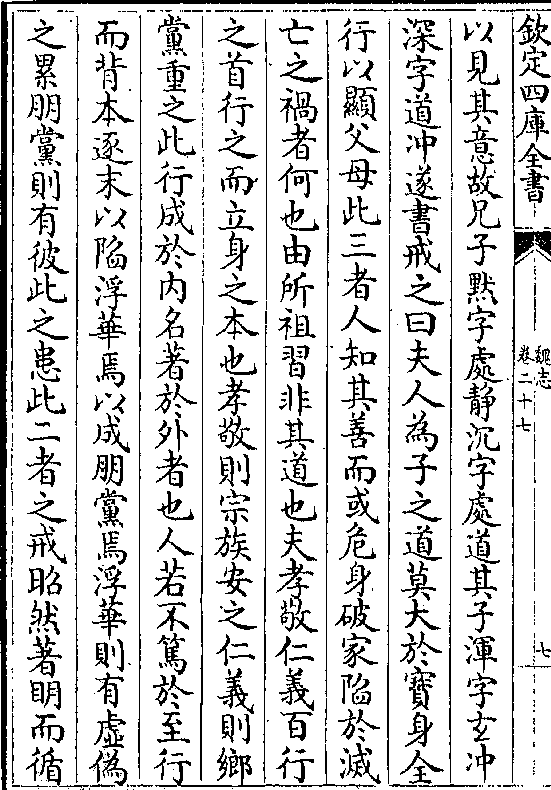 欽定四庫全書
魏志
卷二十七
七
以見其意故兄子黙字處静沉字處道其子渾字𤣥冲
深字道冲遂書戒之曰夫人為子之道莫大於寳身全
行以顯父母此三者人知其善而或危身破家陷於滅
亡之禍者何也由所祖習非其道也夫孝敬仁義百行
之首行之而立身之本也孝敬則宗族安之仁義則鄉
黨重之此行成於内名著於外者也人若不篤於至行
而背本逐末以陷浮華焉以成朋黨焉浮華則有虚偽
之累朋黨則有彼此之患此二者之戒昭然著明而循